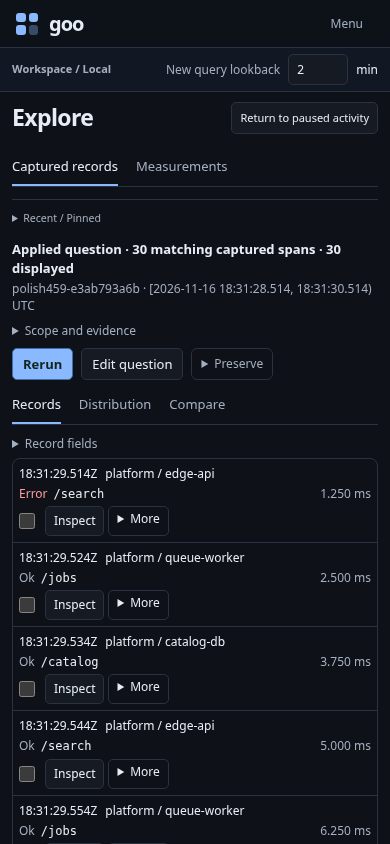 goo Menu
Workspace / Local New query lookback 2 min
Explore Return to paused activity
Captured records Measurements
Recent / Pinned
Applied question · 30 matching captured spans · 30
displayed
polish459-e3ab793a6b · [2026-11-16 18:31:28.514, 18:31:30.514)
UTC
Scope and evidence
Rerun Edit question Preserve
Records Distribution Compare
Record fields
18:31:29.514Z platform / edge-api
Error /search 1.250 ms
Inspect More
18:31:29.524Z platform / queue-worker
Ok /jobs 2.500 ms
Inspect More
18:31:29.534Z platform / catalog-db
Ok /catalog 3.750 ms
Inspect More
18:31:29.544Z platform / edge-api
Ok /search 5.000 ms
Inspect More
18:31:29.554Z platform / queue-worker
Ok /jobs 6.250 ms